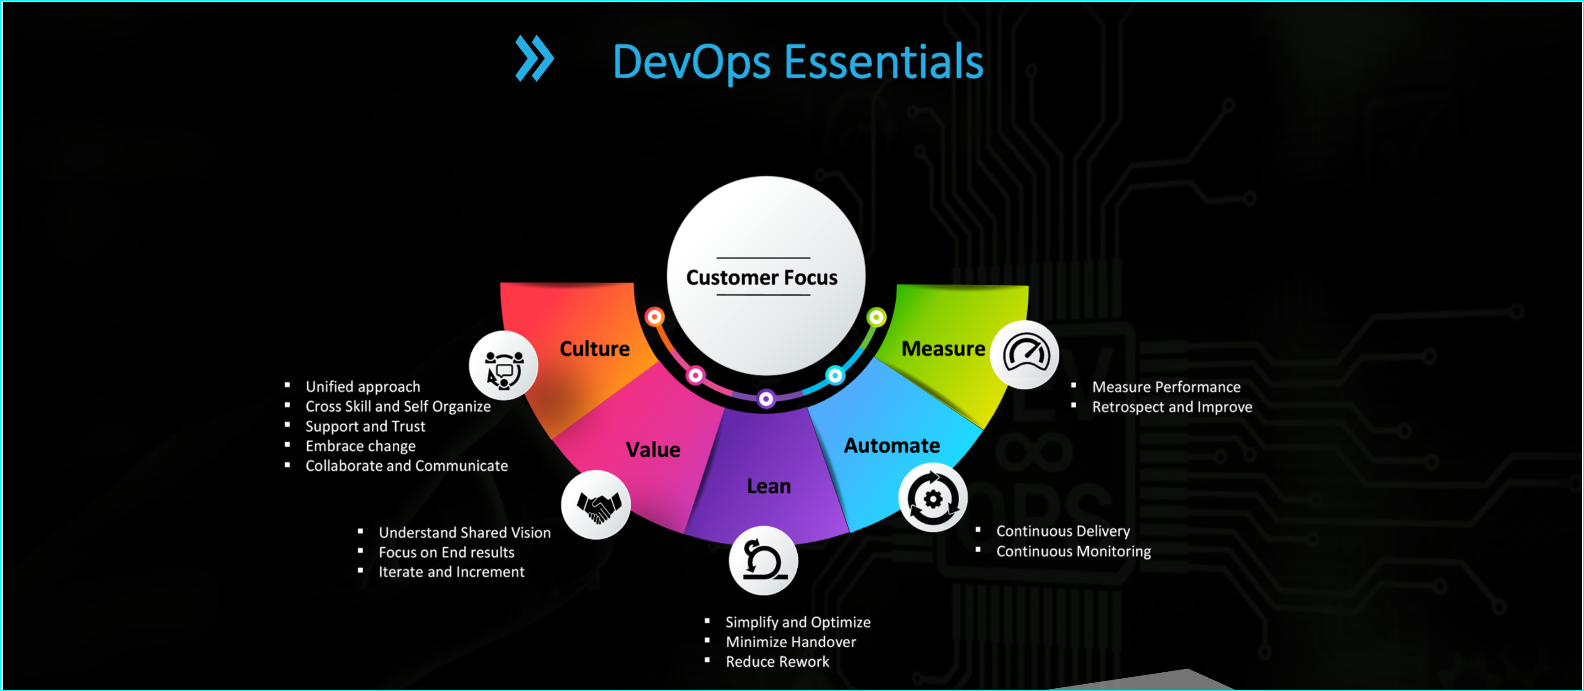 DevOps Essentials
Customer Focus
Culture
Unified approach
Cross Skill and Self Organize
Support and Trust
Embrace change
Collaborate and Communicate
Value
Understand Shared Vision
Focus on End results
Iterate and Increment
Lean
Simplify and Optimize
Minimize Handover
Reduce Rework
Automate
Continuous Delivery
Continuous Monitoring
Measure
Measure Performance
Retrospect and Improve
OPS